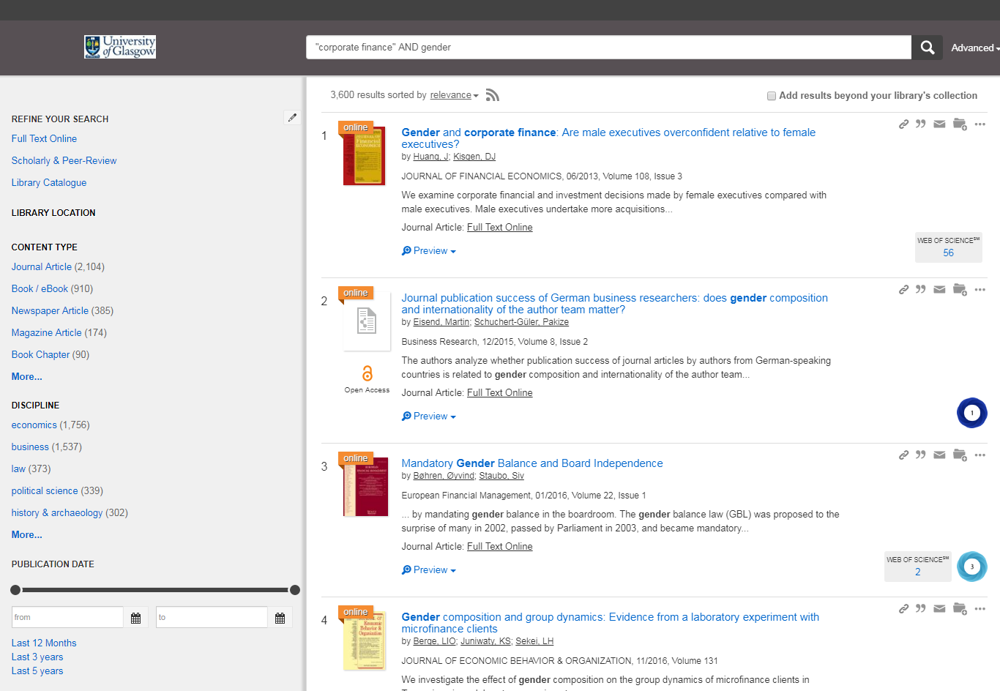 University
of Glasgow
"corporate finance" AND gender
Advanced
3,600 results sorted by relevance
Add results beyond your library's collection
REFINE YOUR SEARCH
Full Text Online
Scholarly & Peer-Review
Library Catalogue
LIBRARY LOCATION
CONTENT TYPE
Journal Article (2,104)
Book / eBook (910)
Newspaper Article (385)
Magazine Article (174)
Book Chapter (90)
More...
DISCIPLINE
economics (1,756)
business (1,537)
law (373)
political science (339)
history & archaeology (302)
More...
PUBLICATION DATE
from
to
Last 12 Months
Last 3 years
Last 5 years
1
online
Financial
ECONOMICS
Gender and corporate finance: Are male executives overconfident relative to female
executives?
by Huang, J; Kisgen, DJ
JOURNAL OF FINANCIAL ECONOMICS, 06/2013, Volume 108, Issue 3
We examine corporate financial and investment decisions made by female executives compared with
male executives. Male executives undertake more acquisitions...
Journal Article: Full Text Online
Preview
WEB OF SCIENCE℠
56
2
online
Open Access
Journal publication success of German business researchers: does gender composition
and internationality of the author team matter?
by Eisend, Martin; Schuchert-Güler, Pakize
Business Research, 12/2015, Volume 8, Issue 2
The authors analyze whether publication success of journal articles by authors from German-speaking
countries is related to gender composition and internationality of the author team...
Journal Article: Full Text Online
Preview
1
3
online
Mandatory Gender Balance and Board Independence
by Bøhren, Øyvind; Staubo, Siv
European Financial Management, 01/2016, Volume 22, Issue 1
... by mandating gender balance in the boardroom. The gender balance law (GBL) was proposed to the
surprise of many in 2002, passed by Parliament in 2003, and became mandatory...
Journal Article: Full Text Online
Preview
WEB OF SCIENCE℠
2
3
4
online
Economic
Behavior &
Organization
Gender composition and group dynamics: Evidence from a laboratory experiment with
microfinance clients
by Berge, LIO; Juniwaty, KS; Sekei, LH
JOURNAL OF ECONOMIC BEHAVIOR & ORGANIZATION, 11/2016, Volume 131
We investigate the effect of gender composition on the group dynamics of microfinance clients in